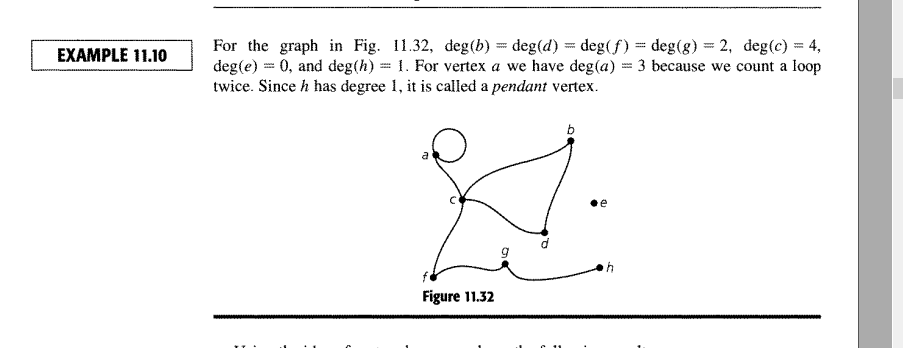 EXAMPLE 11.10
For the graph in Fig. 11.32, deg(b) = deg(d) = deg(f) = deg(g) = 2, deg(c) = 4,
deg(e) = 0, and deg(h) = 1. For vertex a we have deg(a) = 3 because we count a loop
twice. Since h has degree 1, it is called a pendant vertex.
b
a
c
e
d
g
h
f
Figure 11.32